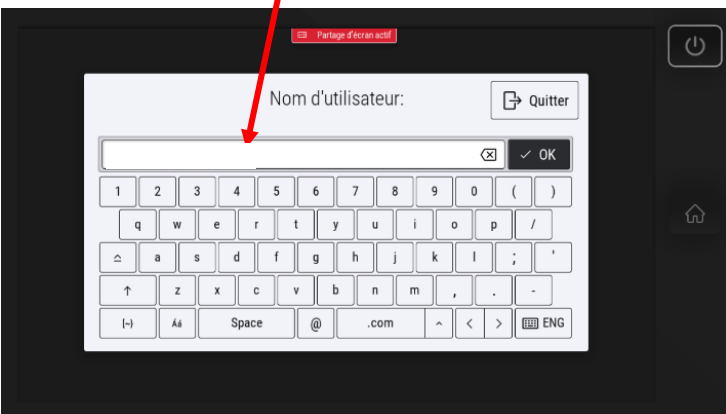 Partage d'écran actif
Nom d'utilisateur:
Quitter
OK
1 2 3 4 5 6 7 8 9 0 ( )
q w e r t y u i o p /
a s d f g h j k l ; '
z x c v b n m , . -
{~} Áá Space @ .com ^ < > ENG